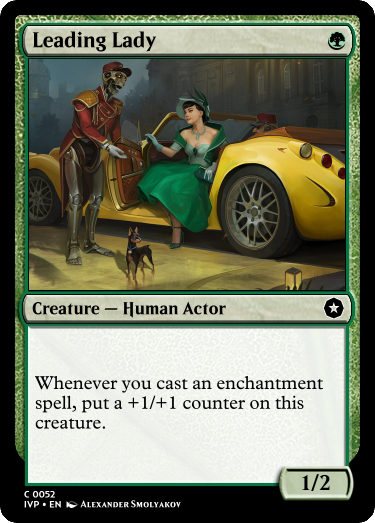 Leading Lady
Creature — Human Actor
Whenever you cast an enchantment
spell, put a +1/+1 counter on this
creature.
1/2
C 0052
IVP • EN Alexander Smolyakov